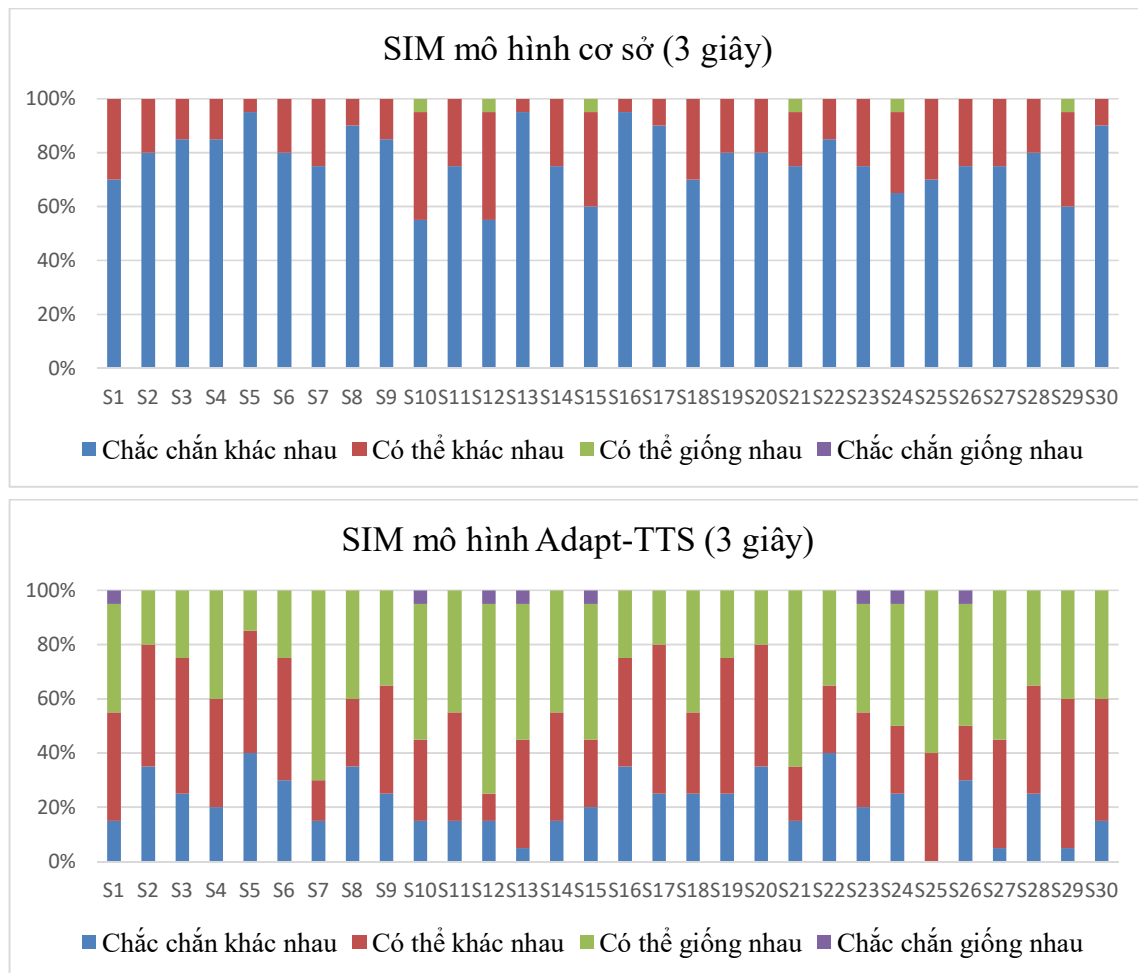 SIM mô hình cơ sở (3 giây)
100%
80%
60%
40%
20%
0%
S1 S2 S3 S4 S5 S6 S7 S8 S9 S10 S11 S12 S13 S14 S15 S16 S17 S18 S19 S20 S21 S22 S23 S24 S25 S26 S27 S28 S29 S30
Chắc chắn khác nhau Có thể khác nhau Có thể giống nhau Chắc chắn giống nhau
SIM mô hình Adapt-TTS (3 giây)
100%
80%
60%
40%
20%
0%
S1 S2 S3 S4 S5 S6 S7 S8 S9 S10 S11 S12 S13 S14 S15 S16 S17 S18 S19 S20 S21 S22 S23 S24 S25 S26 S27 S28 S29 S30
Chắc chắn khác nhau Có thể khác nhau Có thể giống nhau Chắc chắn giống nhau